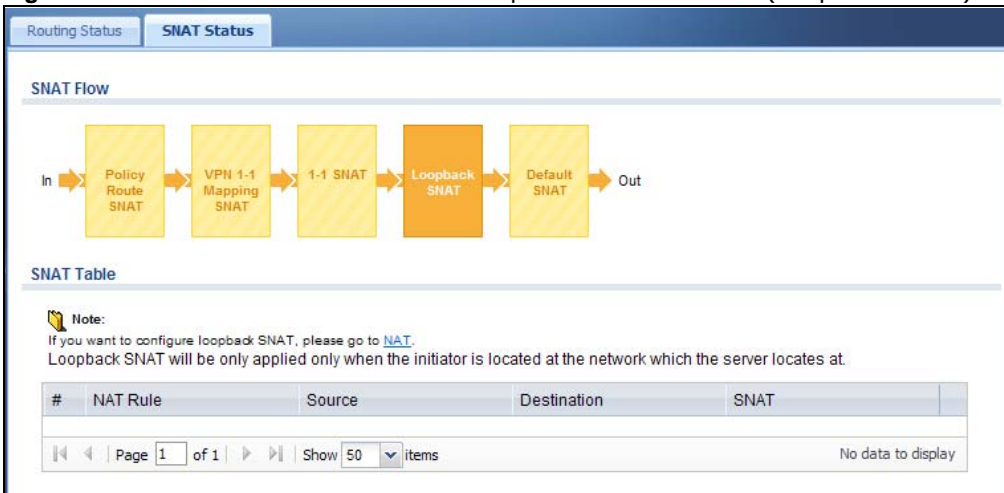 Routing Status SNAT Status
SNAT Flow
In Policy Route SNAT VPN 1-1 Mapping SNAT 1-1 SNAT Loopback SNAT Default SNAT Out
SNAT Table
Note:
If you want to configure loopback SNAT, please go to NAT.
Loopback SNAT will be only applied only when the initiator is located at the network which the server locates at.
# NAT Rule Source Destination SNAT
Page 1 of 1 Show 50 items No data to display